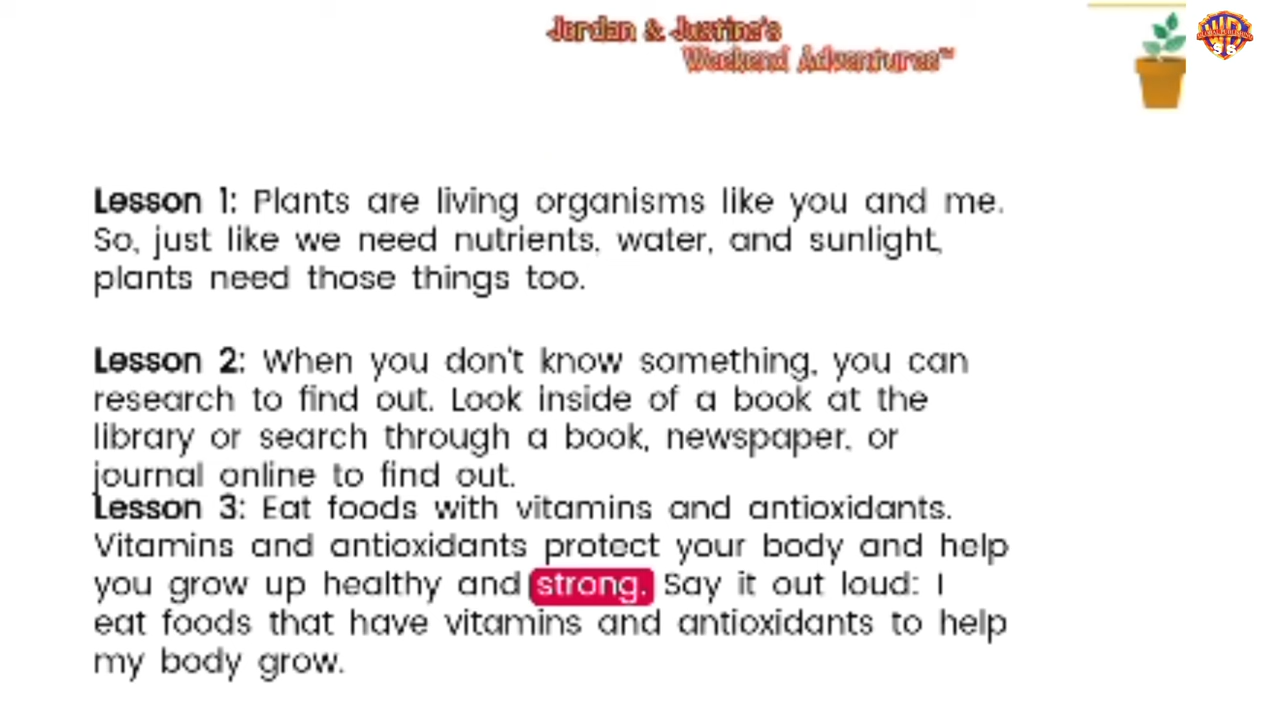 Jordan & Justine's
Weekend Adventures™
Lesson 1: Plants are living organisms like you and me.
So, just like we need nutrients, water, and sunlight,
plants need those things too.
Lesson 2: When you don't know something, you can
research to find out. Look inside of a book at the
library or search through a book, newspaper, or
journal online to find out.
Lesson 3: Eat foods with vitamins and antioxidants.
Vitamins and antioxidants protect your body and help
you grow up healthy and strong. Say it out loud: I
eat foods that have vitamins and antioxidants to help
my body grow.